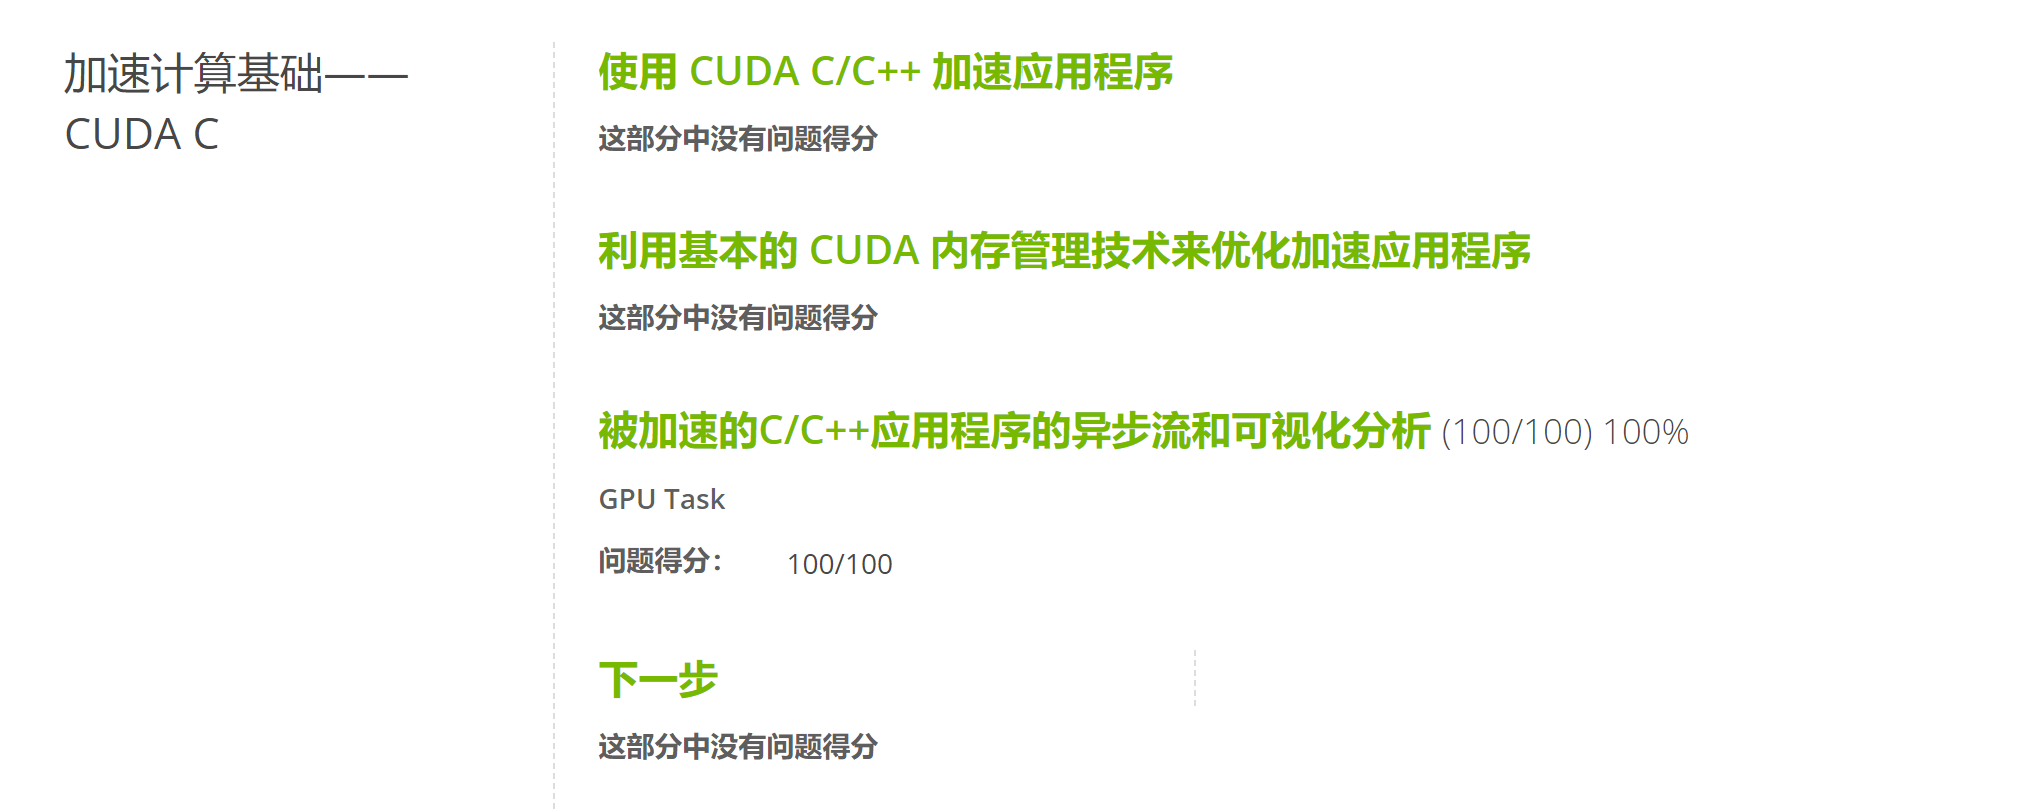 加速计算基础——
CUDA C
使用 CUDA C/C++ 加速应用程序
这部分中没有问题得分
利用基本的 CUDA 内存管理技术来优化加速应用程序
这部分中没有问题得分
被加速的C/C++应用程序的异步流和可视化分析 (100/100) 100%
GPU Task
问题得分： 100/100
下一步
这部分中没有问题得分